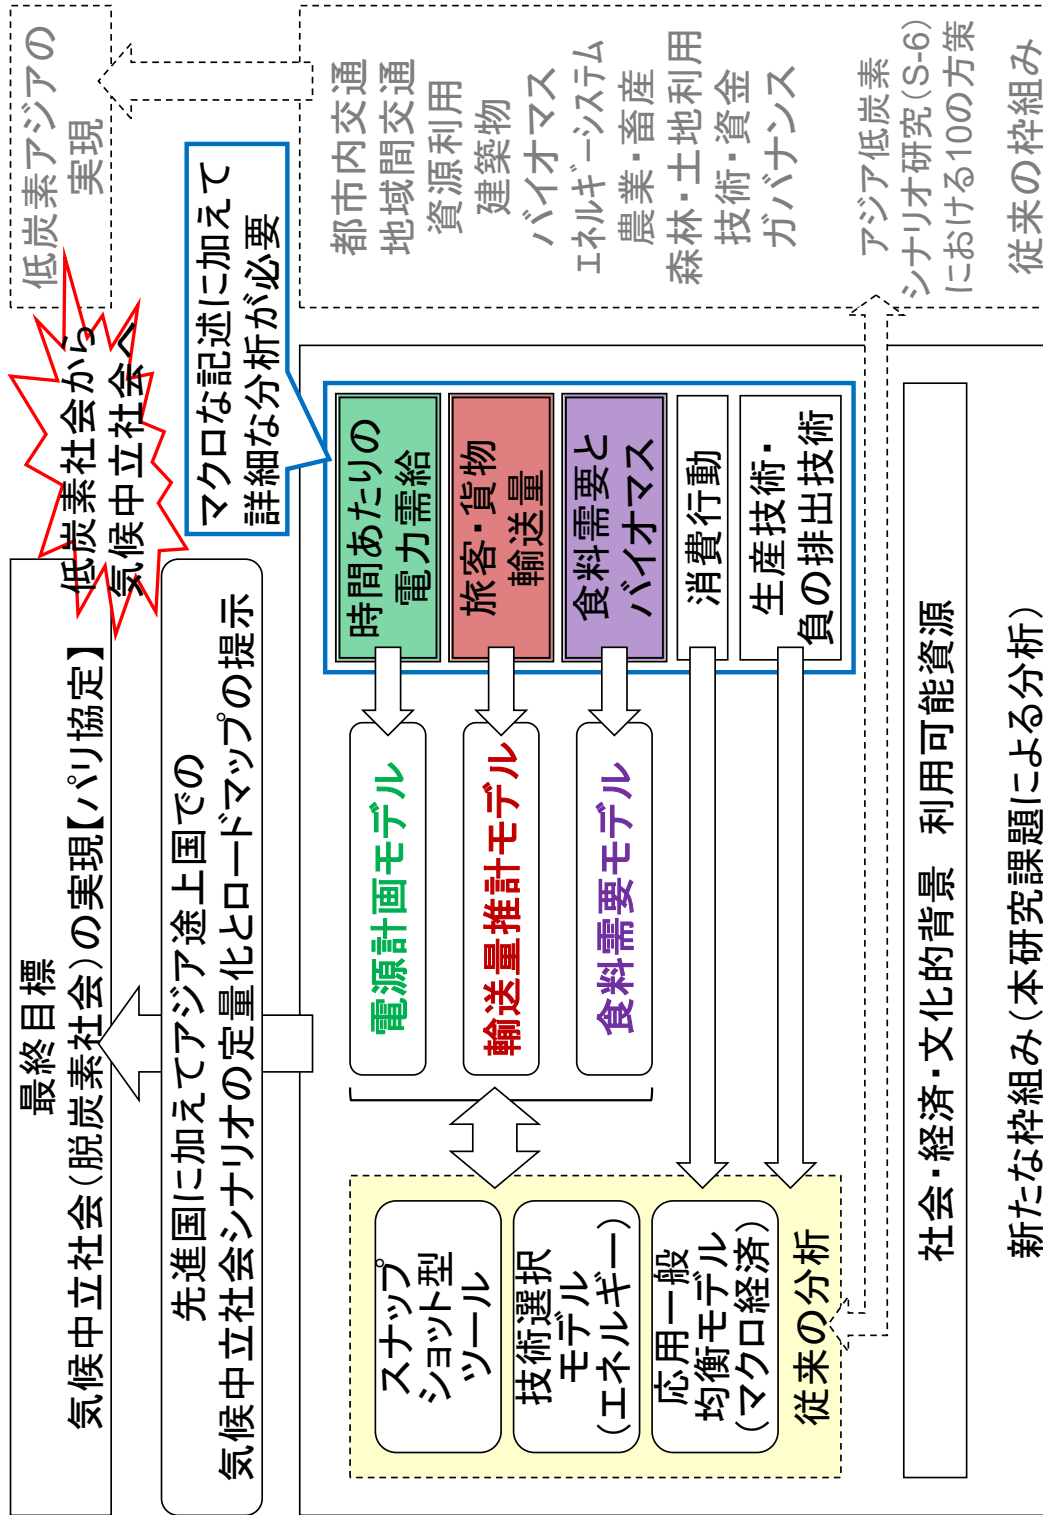 最終目標
気候中立社会(脱炭素社会)の実現【パリ協定】
低炭素社会から
気候中立社会へ
低炭素アジアの
実現
先進国に加えてアジア途上国での
気候中立社会シナリオの定量化とロードマップの提示
マクロな記述に加えて
詳細な分析が必要
スナップ
ショット型
ツール
技術選択
モデル
(エネルギー)
応用一般
均衡モデル
(マクロ経済)
従来の分析
電源計画モデル
輸送量推計モデル
食料需要モデル
時間あたりの
電力需給
旅客・貨物
輸送量
食料需要と
バイオマス
消費行動
生産技術・
負の排出技術
社会・経済・文化的背景 利用可能資源
新たな枠組み(本研究課題による分析)
都市内交通
地域間交通
資源利用
建築物
バイオマス
エネルギーシステム
農業・畜産
森林・土地利用
技術・資金
ガバナンス
アジア低炭素
シナリオ研究(S-6)
における10の方策
従来の枠組み